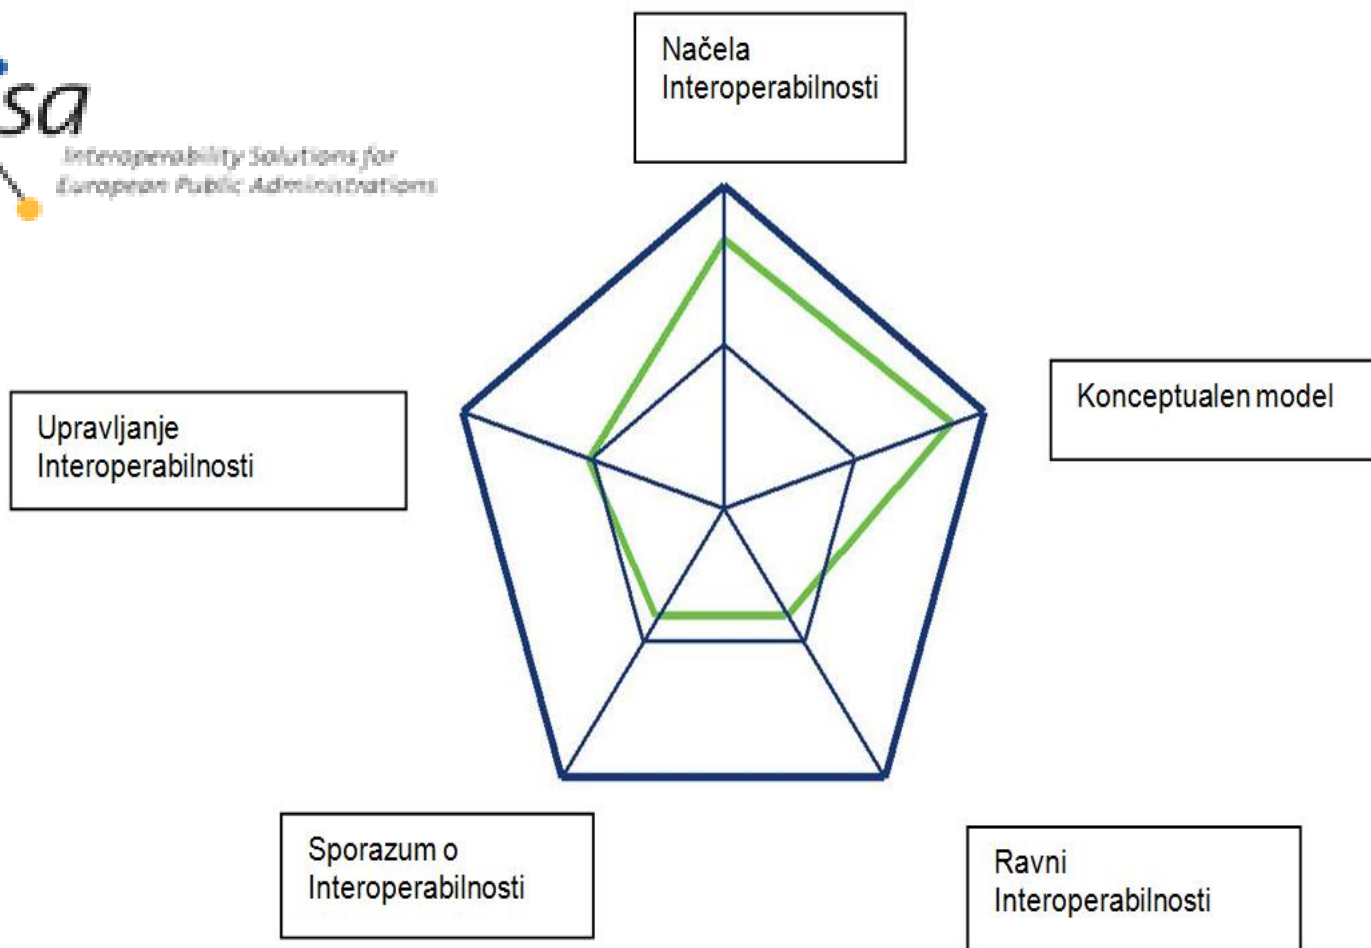 Načela
Interoperabilnosti
sa
Interoperability Solutions for
European Public Administrations
Konceptualen model
Upravljanje
Interoperabilnosti
Sporazum o
Interoperabilnosti
Ravni
Interoperabilnosti